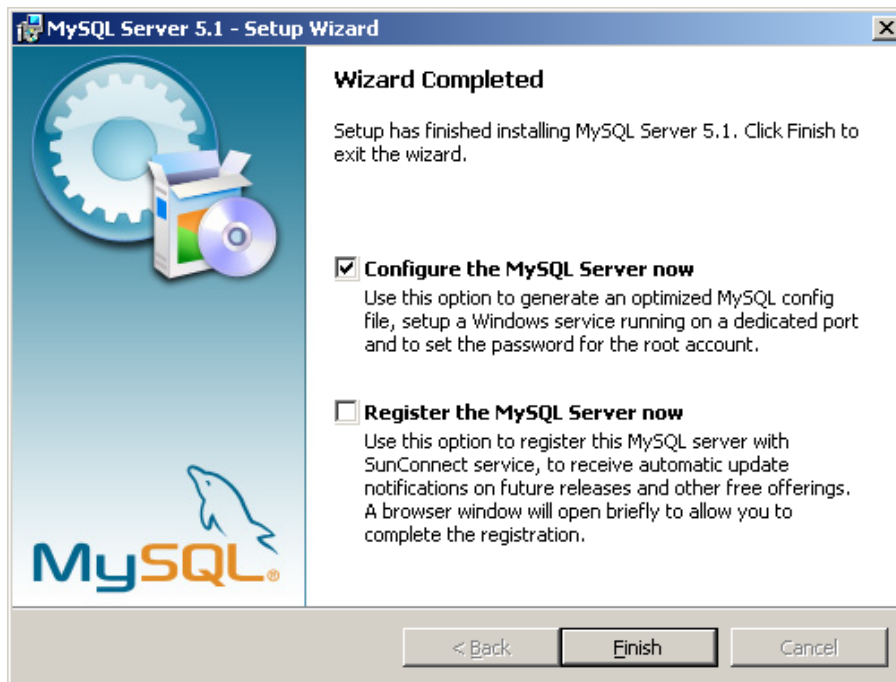 MySQL Server 5.1 - Setup Wizard
Wizard Completed
Setup has finished installing MySQL Server 5.1. Click Finish to
exit the wizard.
Configure the MySQL Server now
Use this option to generate an optimized MySQL config
file, setup a Windows service running on a dedicated port
and to set the password for the root account.
Register the MySQL Server now
Use this option to register this MySQL server with
SunConnect service, to receive automatic update
notifications on future releases and other free offerings.
A browser window will open briefly to allow you to
complete the registration.
MySQL®
< Back
Finish
Cancel